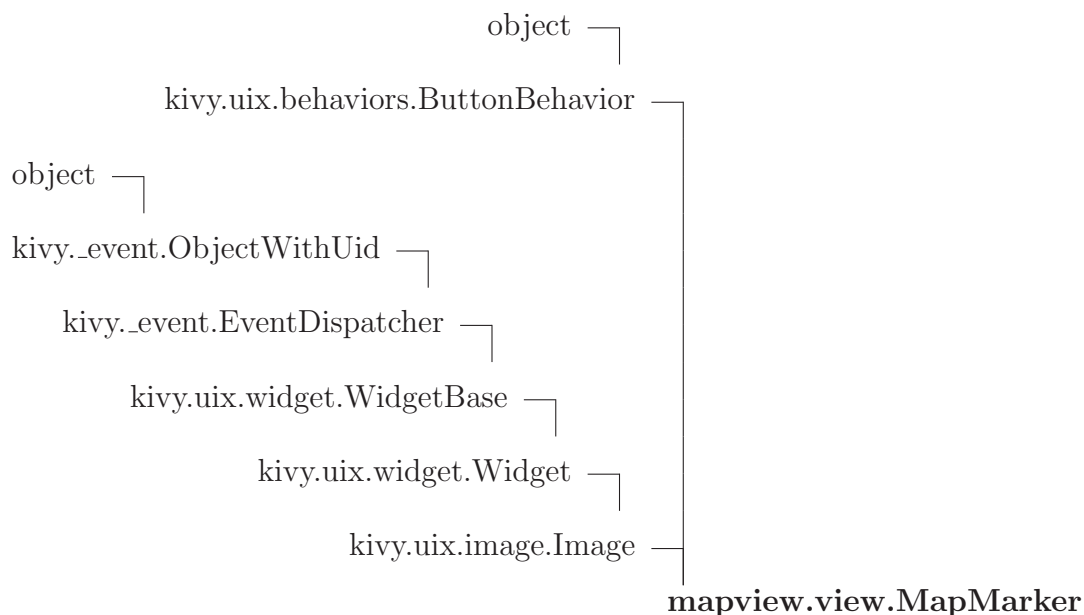 object
kivy.uix.behaviors.ButtonBehavior
object
kivy._event.ObjectWithUid
kivy._event.EventDispatcher
kivy.uix.widget.WidgetBase
kivy.uix.widget.Widget
kivy.uix.image.Image
mapview.view.MapMarker